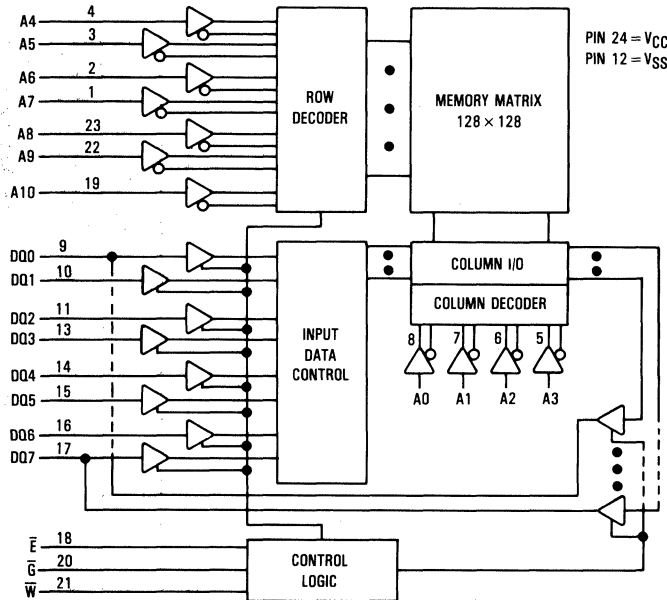 A4 4
A5 3
A6 2
A7 1
A8 23
A9 22
A10 19
ROW
DECODER
MEMORY MATRIX
128 × 128
PIN 24 = VCC
PIN 12 = VSS
DQ0 9
DQ1 10
DQ2 11
DQ3 13
DQ4 14
DQ5 15
DQ6 16
DQ7 17
INPUT
DATA
CONTROL
COLUMN I/O
COLUMN DECODER
8 7 6 5
A0 A1 A2 A3
E̅ 18
G̅ 20
W̅ 21
CONTROL
LOGIC